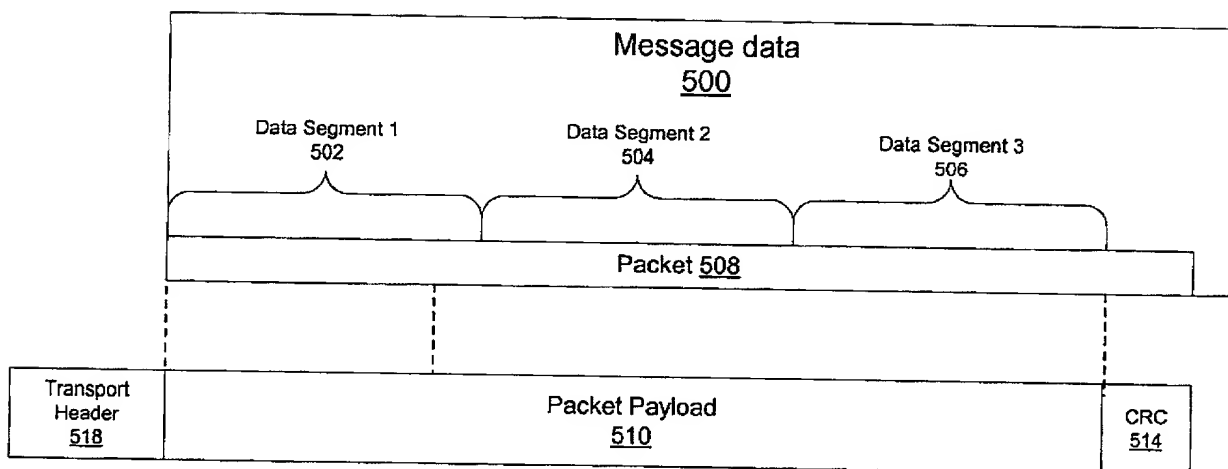 Message data
500
Data Segment 1
502
Data Segment 2
504
Data Segment 3
506
Packet 508
Transport
Header
518
Packet Payload
510
CRC
514